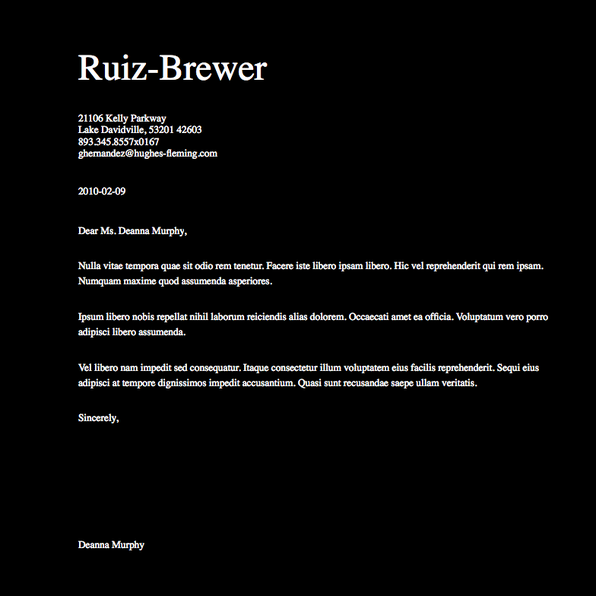 Ruiz-Brewer
21106 Kelly Parkway
Lake Davidville, 53201 42603
893.345.8557x0167
ghernandez@hughes-fleming.com
2010-02-09
Dear Ms. Deanna Murphy,
Nulla vitae tempora quae sit odio rem tenetur. Facere iste libero ipsam libero. Hic vel reprehenderit qui rem ipsam.
Numquam maxime quod assumenda asperiores.
Ipsum libero nobis repellat nihil laborum reiciendis alias dolorem. Occaecati amet ea officia. Voluptatum vero porro
adipisci libero assumenda.
Vel libero nam impedit sed consequatur. Itaque consectetur illum voluptatem eius facilis reprehenderit. Sequi eius
adipisci at tempore dignissimos impedit accusantium. Quasi sunt recusandae saepe ullam veritatis.
Sincerely,
Deanna Murphy